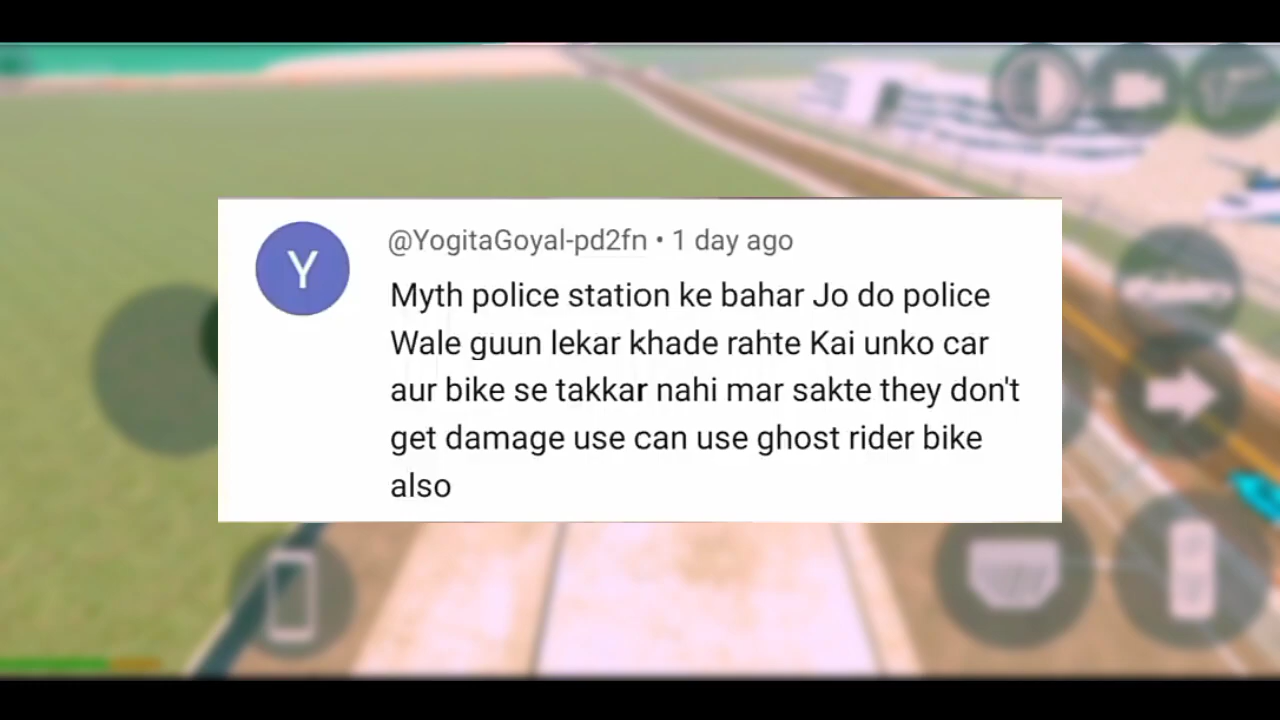 Y
@YogitaGoyal-pd2fn • 1 day ago
Myth police station ke bahar Jo do police
Wale guun lekar khade rahte Kai unko car
aur bike se takkar nahi mar sakte they don't
get damage use can use ghost rider bike
also